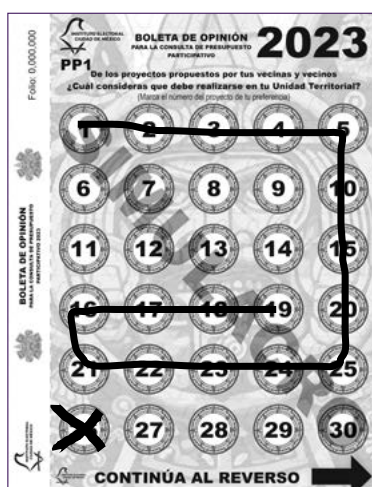 Folio: 0,000,000
BOLETA DE OPINIÓN
PARA LA CONSULTA DE PRESUPUESTO
PARTICIPATIVO 2023
INSTITUTO ELECTORAL
CIUDAD DE MÉXICO
PP1
BOLETA DE OPINIÓN
PARA LA CONSULTA DE PRESUPUESTO
PARTICIPATIVO
2023
De los proyectos propuestos por tus vecinas y vecinos
¿Cuál consideras que debe realizarse en tu Unidad Territorial?
(Marca el número del proyecto de tu preferencia)
1 2 3 4 5
6 7 8 9 10
11 12 13 14 15
16 17 18 19 20
21 22 23 24 25
27 28 29 30
SIMULACRO
CONTINÚA AL REVERSO